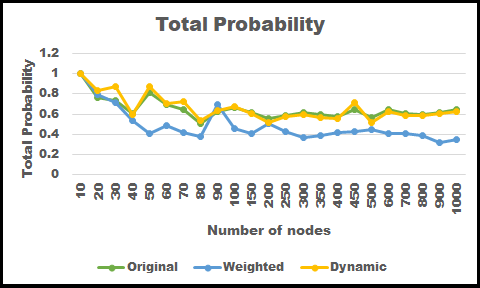 Total Probability
Total Probability
1.2
1
0.8
0.6
0.4
0.2
0
10 20 30 40 50 60 70 80 90 100 150 200 250 300 350 400 450 500 600 700 800 900 1000
Number of nodes
Original Weighted Dynamic